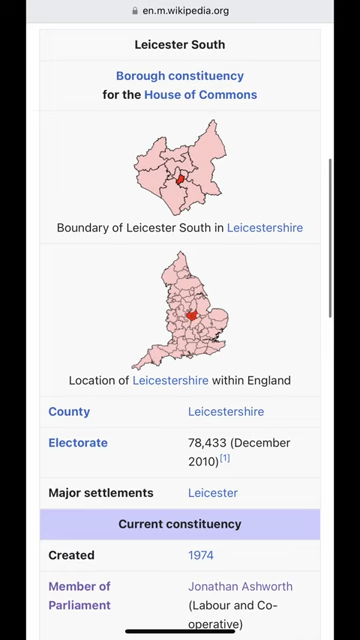 en.m.wikipedia.org
Leicester South
Borough constituency
for the House of Commons
Boundary of Leicester South in Leicestershire
Location of Leicestershire within England
County Leicestershire
Electorate 78,433 (December
2010)[1]
Major settlements Leicester
Current constituency
Created 1974
Member of Jonathan Ashworth
Parliament (Labour and Co-
operative)